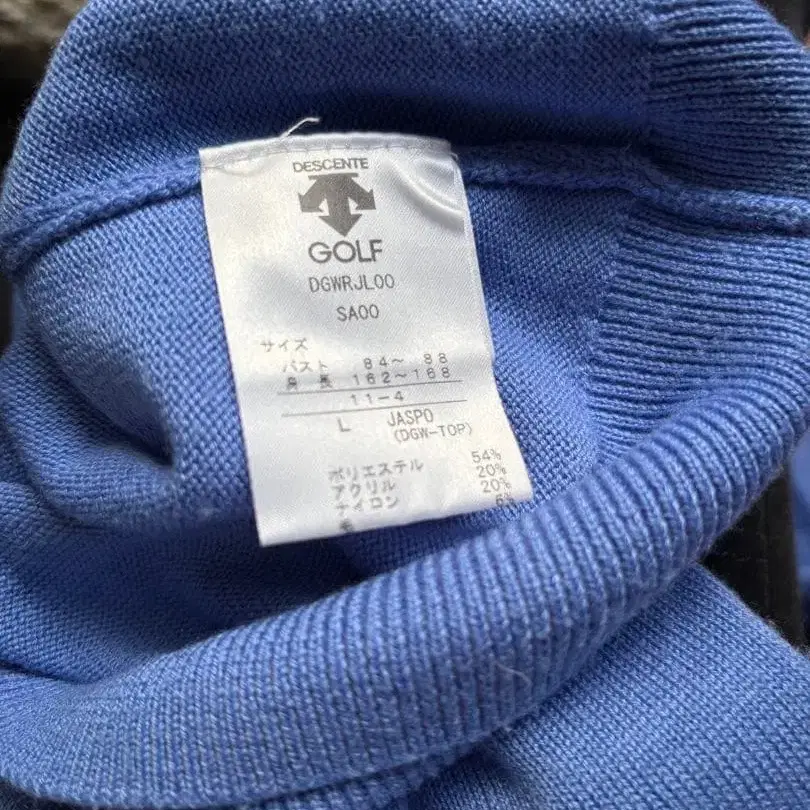 DESCENTE
GOLF
DGWRJL00
SA00
サイズ
バスト 84～ 88
身 長 162～168
11-4
L JASPO
(DGW-TOP)
ポリエステル 54%
アクリル 20%
ナイロン 20%
毛 6%